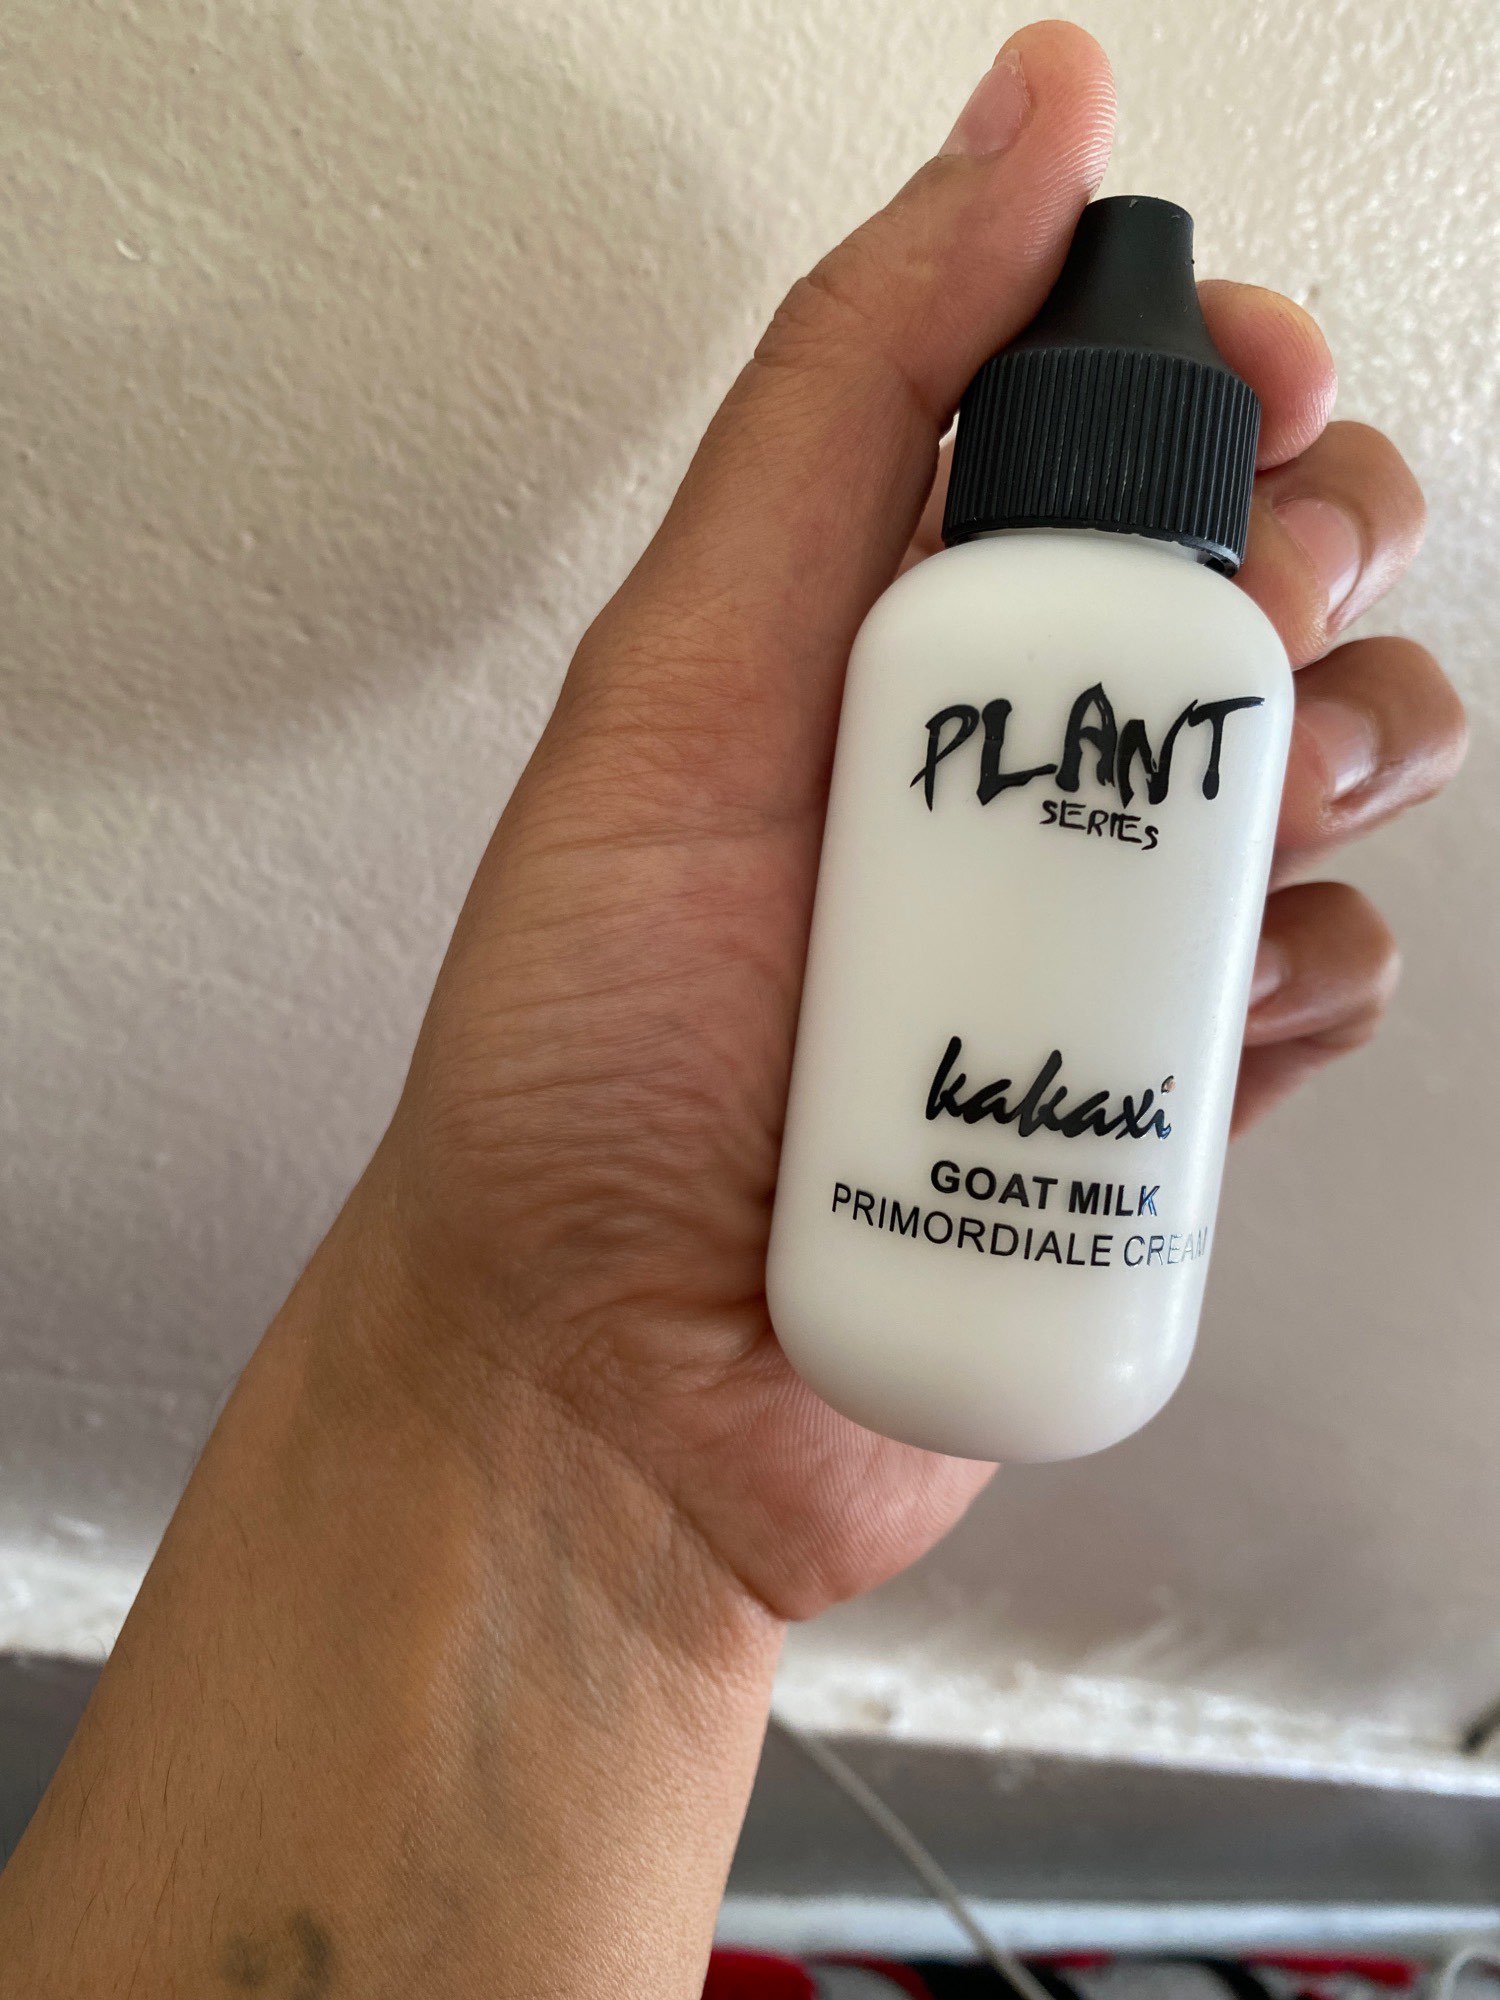 PLANT
SERIES
kakaxi
GOAT MILK
PRIMORDIALE CREAM